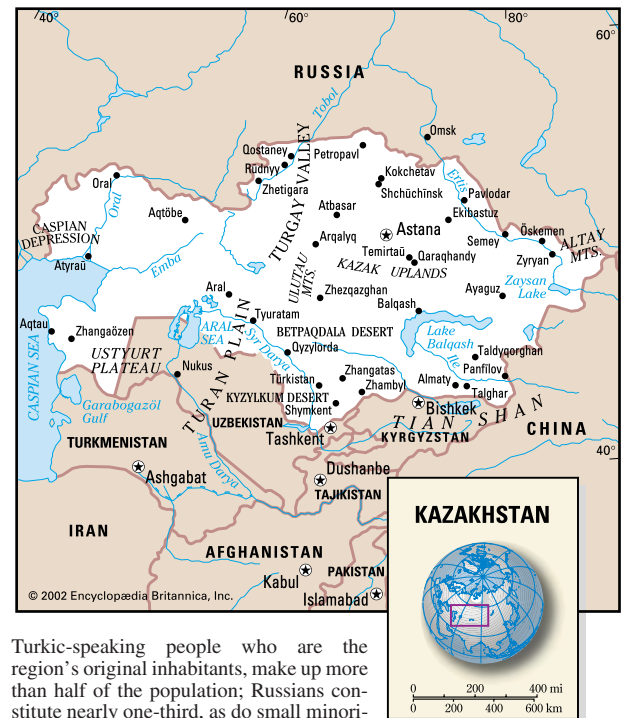 40° 60° 80°
60°
RUSSIA
Tobol
Omsk
Qostaney
Petropavl
Rūdnyy
Zhetigara
Kokchetav
Shchūchīnsk
Ertis
Pavlodar
Oral
Oral
TURGAY VALLEY
Atbasar
Ekibastuz
Aqtöbe
Astana
Semey
Öskemen
CASPIAN
DEPRESSION
Arqalyq
Temirtaū
Qaraqhandy
Zyryan
ALTAY
MTS.
Atyraū
Emba
ULUTAU
MTS.
KAZAK UPLANDS
Zaysan
Lake
Aral
Zhezqazghan
Ayaguz
Balqash
Tyuratam
Aqtau
Zhangaözen
ARAL
SEA
BETPAQDALA DESERT
Lake
Balqash
Syr Darya
Qyzylorda
Ile
Taldyqorghan
CASPIAN SEA
USTYURT
PLATEAU
Nukus
TURAN PLAIN
Zhangatas
Panfilov
Türkistan
Zhambyl
Almaty
Talghar
Garabogazöl
Gulf
KYZYLKUM DESERT
Shymkent
Bishkek
TIAN SHAN
UZBEKISTAN
Tashkent
KYRGYZSTAN
CHINA
TURKMENISTAN
Amu Darya
Ashgabat
Dushanbe
40°
TAJIKISTAN
IRAN
AFGHANISTAN
Kabul
PAKISTAN
Islamabad
© 2002 Encyclopædia Britannica, Inc.
KAZAKHSTAN
0 200 400 mi
0 200 400 600 km
Turkic-speaking people who are the
region's original inhabitants, make up more
than half of the population; Russians con-
stitute nearly one-third, as do small minori-